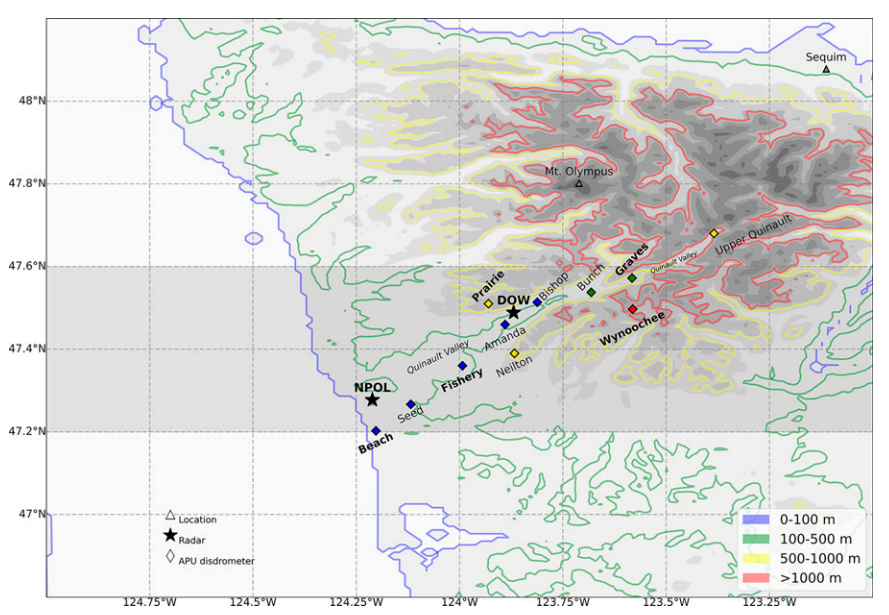 Sequim
48°N
Mt. Olympus
47.8°N
Upper Quinault
47.6°N
Graves
Quinault Valley
Bunch
Bishop
Prairie
DOW
Wynoochee
Amanda
47.4°N
Neilton
Quinault Valley
Fishery
NPOL
Seed
47.2°N
Beach
47°N
Location
Radar
APU disdrometer
0-100 m
100-500 m
500-1000 m
>1000 m
124.75°W 124.5°W 124.25°W 124°W 123.75°W 123.5°W 123.25°W